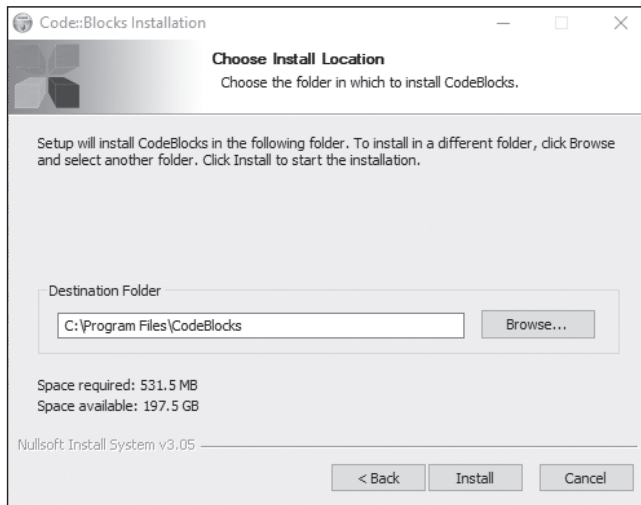 Code::Blocks Installation
Choose Install Location
Choose the folder in which to install CodeBlocks.
Setup will install CodeBlocks in the following folder. To install in a different folder, click Browse
and select another folder. Click Install to start the installation.
Destination Folder
C:\Program Files\CodeBlocks
Browse...
Space required: 531.5 MB
Space available: 197.5 GB
Nullsoft Install System v3.05
< Back
Install
Cancel